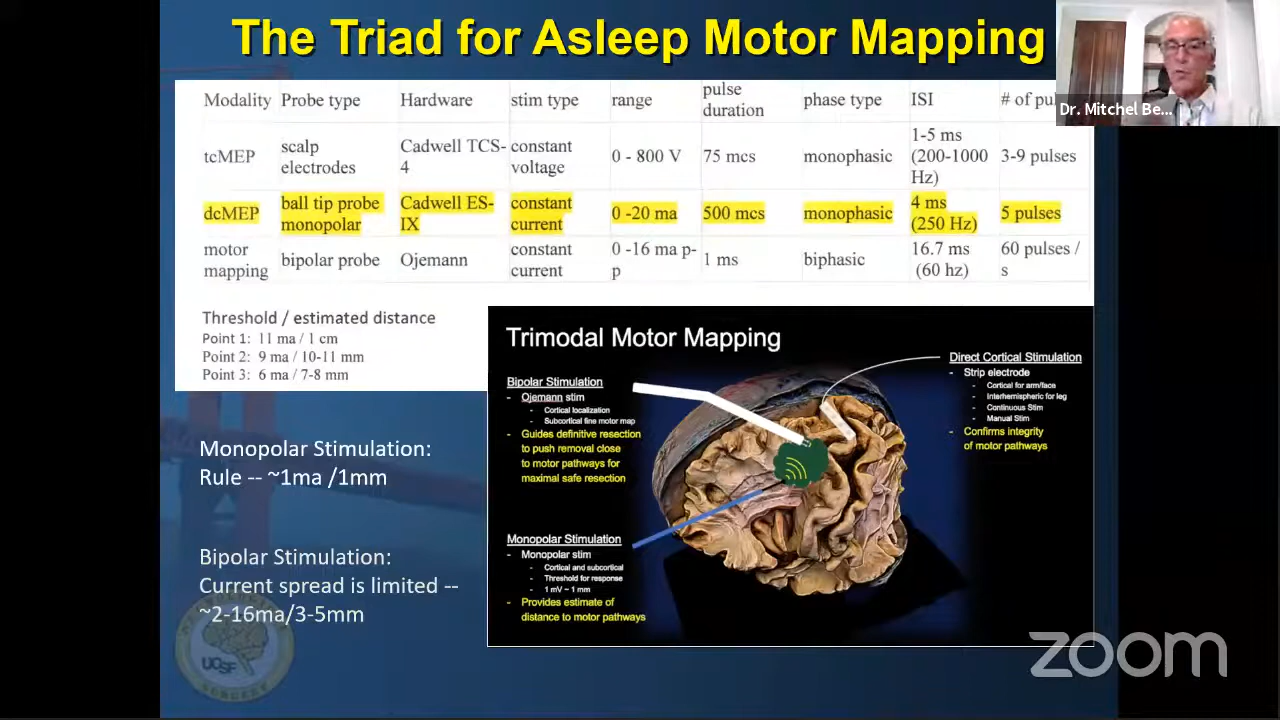 The Triad for Asleep Motor Mapping
Dr. Mitchel Be...
Modality Probe type Hardware stim type range pulse duration phase type ISI # of pul
tcMEP scalp electrodes Cadwell TCS-4 constant voltage 0 - 800 V 75 mcs monophasic 1-5 ms (200-1000 Hz) 3-9 pulses
dcMEP ball tip probe monopolar Cadwell ES-IX constant current 0 -20 ma 500 mcs monophasic 4 ms (250 Hz) 5 pulses
motor mapping bipolar probe Ojemann constant current 0 -16 ma p-p 1 ms biphasic 16.7 ms (60 hz) 60 pulses / s
Threshold / estimated distance
Point 1: 11 ma / 1 cm
Point 2: 9 ma / 10-11 mm
Point 3: 6 ma / 7-8 mm
Monopolar Stimulation:
Rule -- ~1ma /1mm
Bipolar Stimulation:
Current spread is limited --
~2-16ma/3-5mm
UCSF
Trimodal Motor Mapping
Bipolar Stimulation
- Ojemann stim
- Cortical localization
- Subcortical fine motor map
- Guides definitive resection
to push removal close
to motor pathways for
maximal safe resection
Monopolar Stimulation
- Monopolar stim
- Cortical and subcortical
- Threshold for response
- 1 mV ~ 1 mm
- Provides estimate of
distance to motor pathways
Direct Cortical Stimulation
- Strip electrode
- Cortical for arm/face
- Interhemispheric for leg
- Continuous Stim
- Manual Stim
- Confirms integrity
of motor pathways
zoom